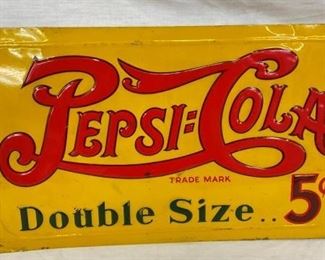 PEPSI=COLA
TRADE MARK
Double Size.. 5¢